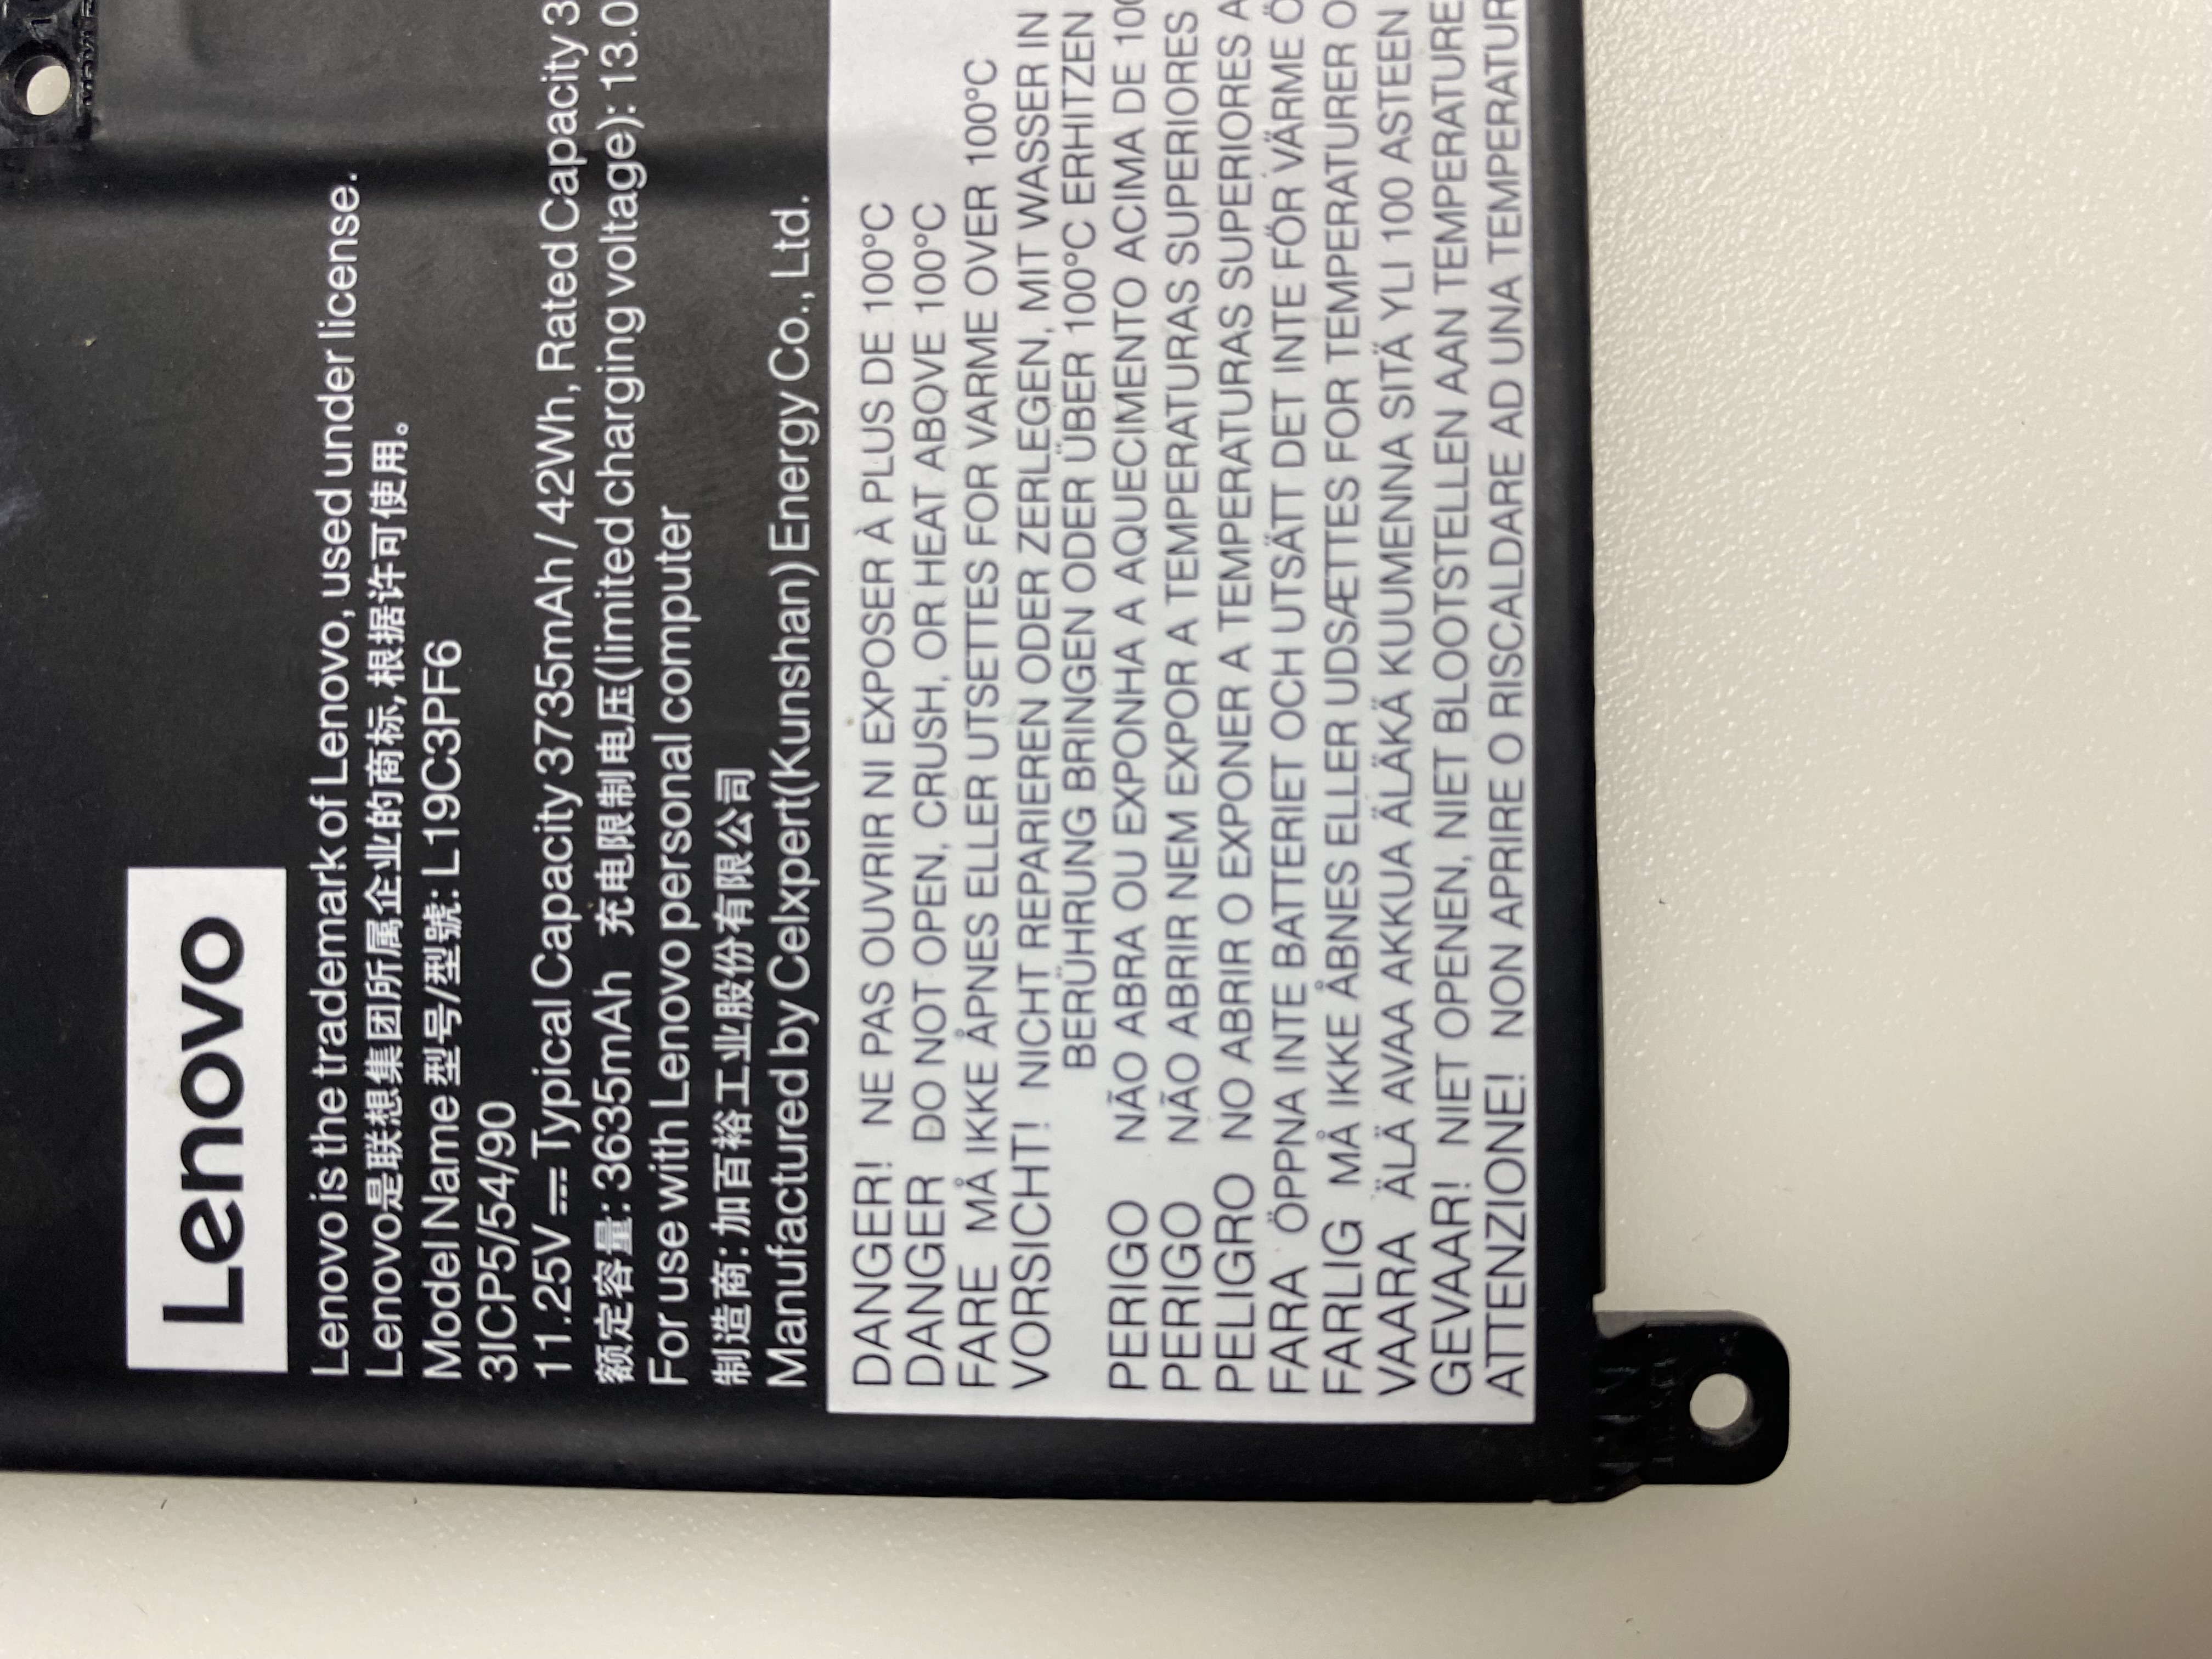 Lenovo
Lenovo is the trademark of Lenovo, used under license.
Lenovo是联想集团所属企业的商标,根据许可使用。
Model Name 型号/型號: L19C3PF6
3ICP5/54/90
11.25V ⎓ Typical Capacity 3735mAh/ 42Wh, Rated Capacity 3
额定容量: 3635mAh 充电限制电压(limited charging voltage): 13.0
For use with Lenovo personal computer
制造商: 加百裕工业股份有限公司
Manufactured by Celxpert(Kunshan) Energy Co., Ltd.
DANGER! NE PAS OUVRIR NI EXPOSER À PLUS DE 100°C
DANGER DO NOT OPEN, CRUSH, OR HEAT ABOVE 100°C
FARE MÅ IKKE ÅPNES ELLER UTSETTES FOR VARME OVER 100°C
VORSICHT! NICHT REPARIEREN ODER ZERLEGEN, MIT WASSER IN
BERÜHRUNG BRINGEN ODER ÜBER 100°C ERHITZEN
PERIGO NÃO ABRA OU EXPONHA A AQUECIMENTO ACIMA DE 100
PERIGO NÃO ABRIR NEM EXPOR A TEMPERATURAS SUPERIORES
PELIGRO NO ABRIR O EXPONER A TEMPERATURAS SUPERIORES A
FARA ÖPPNA INTE BATTERIET OCH UTSÄTT DET INTE FÖR VÄRME Ö
FARLIG MÅ IKKE ÅBNES ELLER UDSÆTTES FOR TEMPERATURER O
VAARA ÄLÄ AVAA AKKUA ÄLÄKÄ KUUMENNA SITÄ YLI 100 ASTEEN
GEVAAR! NIET OPENEN, NIET BLOOTSTELLEN AAN TEMPERATURE
ATTENZIONE! NON APRIRE O RISCALDARE AD UNA TEMPERATUR